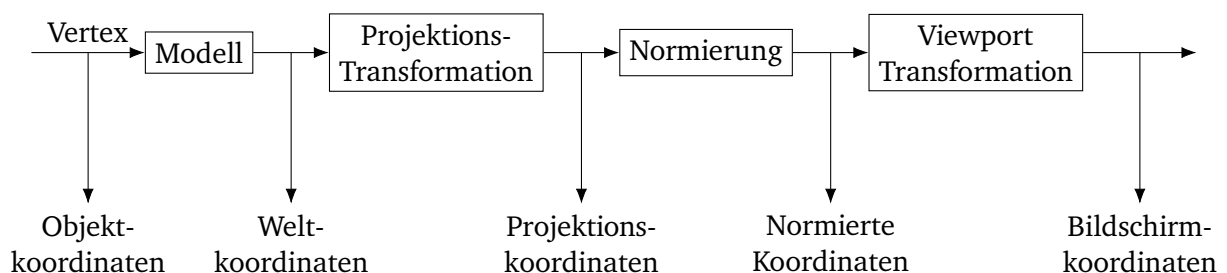 Vertex
Modell
Projektions-
Transformation
Normierung
Viewport
Transformation
Objekt-
koordinaten
Welt-
koordinaten
Projektions-
koordinaten
Normierte
Koordinaten
Bildschirm-
koordinaten